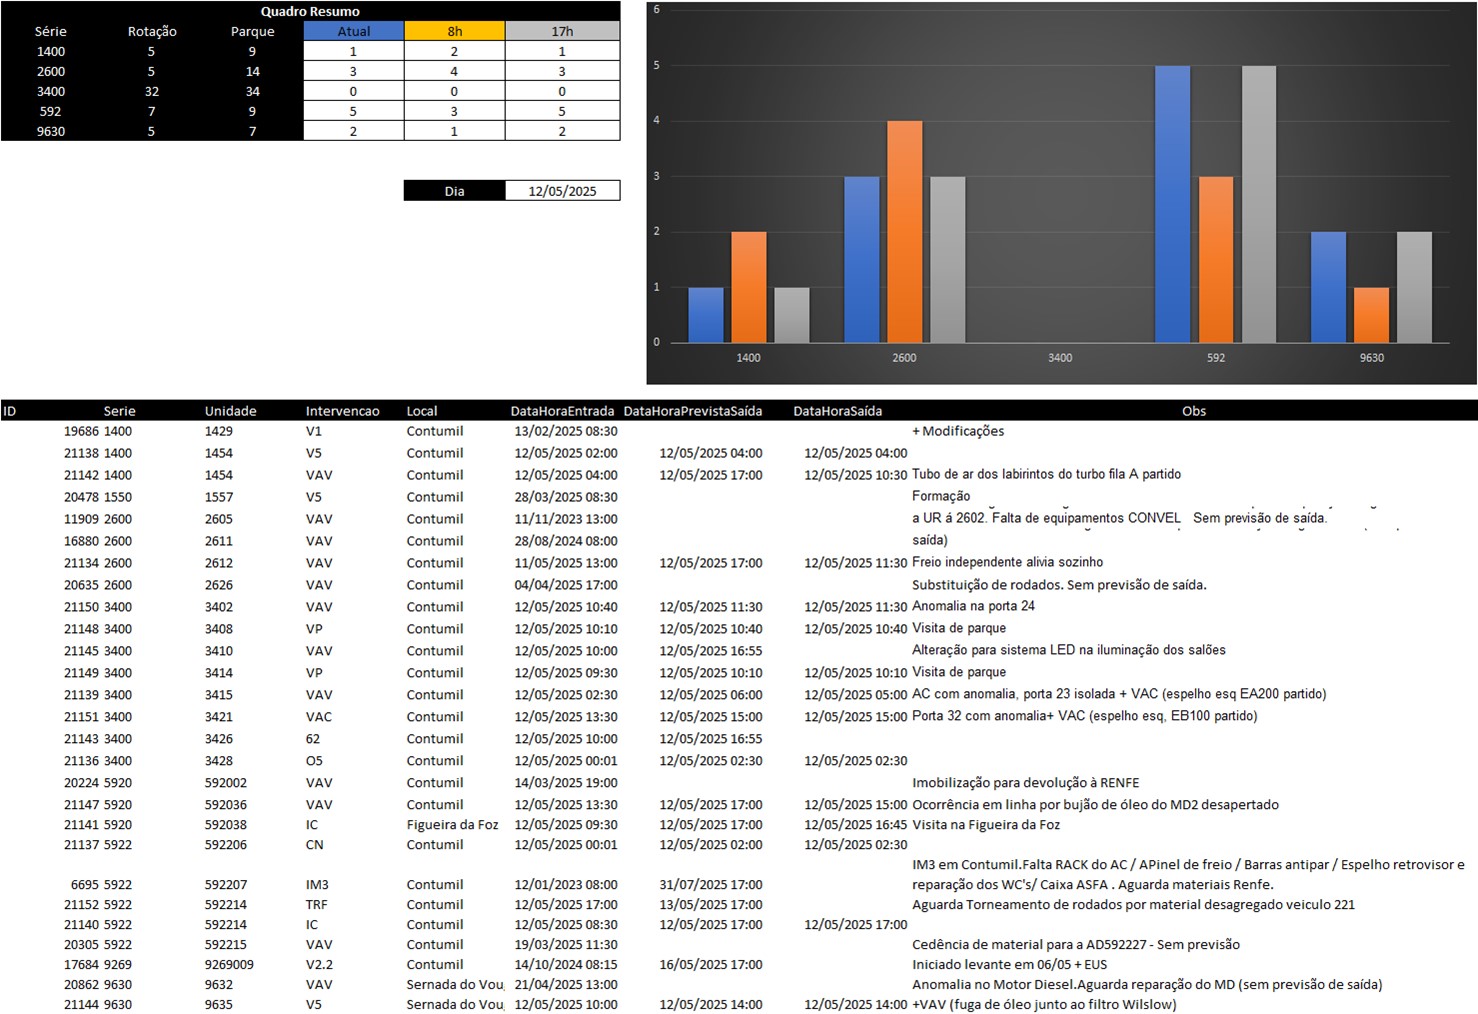 Quadro Resumo
Série Rotação Parque Atual 8h 17h
1400 5 9 1 2 1
2600 5 14 3 4 3
3400 32 34 0 0 0
592 7 9 5 3 5
9630 5 7 2 1 2
Dia 12/05/2025
6
5
4
3
2
1
0
1400 2600 3400 592 9630
ID Serie Unidade Intervencao Local DataHoraEntrada DataHoraPrevistaSaída DataHoraSaída Obs
19686 1400 1429 V1 Contumil 13/02/2025 08:30 + Modificações
21138 1400 1454 V5 Contumil 12/05/2025 02:00 12/05/2025 04:00 12/05/2025 04:00
21142 1400 1454 VAV Contumil 12/05/2025 04:00 12/05/2025 17:00 12/05/2025 10:30 Tubo de ar dos labirintos do turbo fila A partido
20478 1550 1557 V5 Contumil 28/03/2025 08:30 Formação
11909 2600 2605 VAV Contumil 11/11/2023 13:00 a UR á 2602. Falta de equipamentos CONVEL Sem previsão de saída.
16880 2600 2611 VAV Contumil 28/08/2024 08:00 saída)
21134 2600 2612 VAV Contumil 11/05/2025 13:00 12/05/2025 17:00 12/05/2025 11:30 Freio independente alivia sozinho
20635 2600 2626 VAV Contumil 04/04/2025 17:00 Substituição de rodados. Sem previsão de saída.
21150 3400 3402 VAV Contumil 12/05/2025 10:40 12/05/2025 11:30 12/05/2025 11:30 Anomalia na porta 24
21148 3400 3408 VP Contumil 12/05/2025 10:10 12/05/2025 10:40 12/05/2025 10:40 Visita de parque
21145 3400 3410 VAV Contumil 12/05/2025 10:00 12/05/2025 16:55 Alteração para sistema LED na iluminação dos salões
21149 3400 3414 VP Contumil 12/05/2025 09:30 12/05/2025 10:10 12/05/2025 10:10 Visita de parque
21139 3400 3415 VAV Contumil 12/05/2025 02:30 12/05/2025 06:00 12/05/2025 05:00 AC com anomalia, porta 23 isolada + VAC (espelho esq EA200 partido)
21151 3400 3421 VAC Contumil 12/05/2025 13:30 12/05/2025 15:00 12/05/2025 15:00 Porta 32 com anomalia+ VAC (espelho esq, EB100 partido)
21143 3400 3426 62 Contumil 12/05/2025 10:00 12/05/2025 16:55
21136 3400 3428 O5 Contumil 12/05/2025 00:01 12/05/2025 02:30 12/05/2025 02:30
20224 5920 592002 VAV Contumil 14/03/2025 19:00 Imobilização para devolução à RENFE
21147 5920 592036 VAV Contumil 12/05/2025 13:30 12/05/2025 17:00 12/05/2025 15:00 Ocorrência em linha por bujão de óleo do MD2 desapertado
21141 5920 592038 IC Figueira da Foz 12/05/2025 09:30 12/05/2025 17:00 12/05/2025 16:45 Visita na Figueira da Foz
21137 5922 592206 CN Contumil 12/05/2025 00:01 12/05/2025 02:00 12/05/2025 02:30
IM3 em Contumil.Falta RACK do AC / APinel de freio / Barras antipar / Espelho retrovisor e
6695 5922 592207 IM3 Contumil 12/01/2023 08:00 31/07/2025 17:00 reparação dos WC's/ Caixa ASFA . Aguarda materiais Renfe.
21152 5922 592214 TRF Contumil 12/05/2025 17:00 13/05/2025 17:00 Aguarda Torneamento de rodados por material desagregado veiculo 221
21140 5922 592214 IC Contumil 12/05/2025 08:30 12/05/2025 17:00 12/05/2025 17:00
20305 5922 592215 VAV Contumil 19/03/2025 11:30 Cedência de material para a AD592227 - Sem previsão
17684 9269 9269009 V2.2 Contumil 14/10/2024 08:15 16/05/2025 17:00 Iniciado levante em 06/05 + EUS
20862 9630 9632 VAV Sernada do Vou 21/04/2025 13:00 Anomalia no Motor Diesel.Aguarda reparação do MD (sem previsão de saída)
21144 9630 9635 V5 Sernada do Vou 12/05/2025 10:00 12/05/2025 14:00 12/05/2025 14:00 +VAV (fuga de óleo junto ao filtro Wilslow)